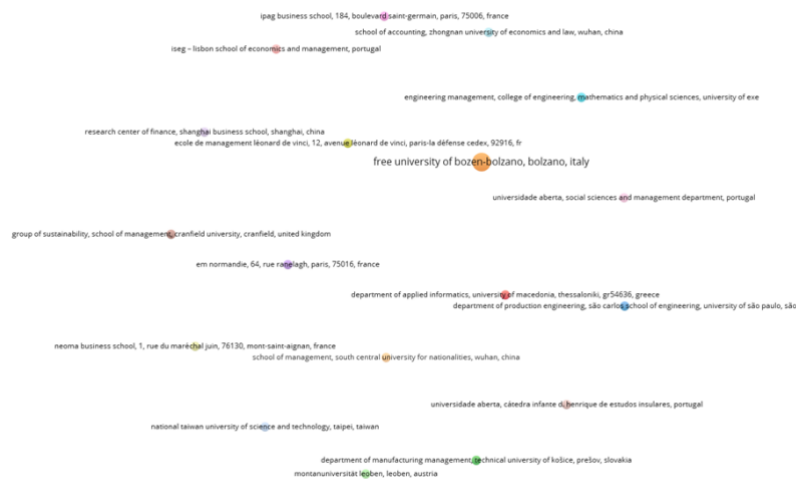 ipag business school, 184, boulevard saint-germain, paris, 75006, france
school of accounting, zhongnan university of economics and law, wuhan, china
iseg – lisbon school of economics and management, portugal
engineering management, college of engineering, mathematics and physical sciences, university of exe
research center of finance, shanghai business school, shanghai, china
ecole de management léonard de vinci, 12, avenue léonard de vinci, paris-la défense cedex, 92916, fr
free university of bozen-bolzano, bolzano, italy
universidade aberta, social sciences and management department, portugal
group of sustainability, school of management, cranfield university, cranfield, united kingdom
em normandie, 64, rue ranelagh, paris, 75016, france
department of applied informatics, university of macedonia, thessaloniki, gr54636, greece
department of production engineering, são carlos school of engineering, university of são paulo, são
neoma business school, 1, rue du maréchal juin, 76130, mont-saint-aignan, france
school of management, south central university for nationalities, wuhan, china
universidade aberta, cátedra infante d. henrique de estudos insulares, portugal
national taiwan university of science and technology, taipei, taiwan
department of manufacturing management, technical university of košice, prešov, slovakia
montanuniversität leoben, leoben, austria